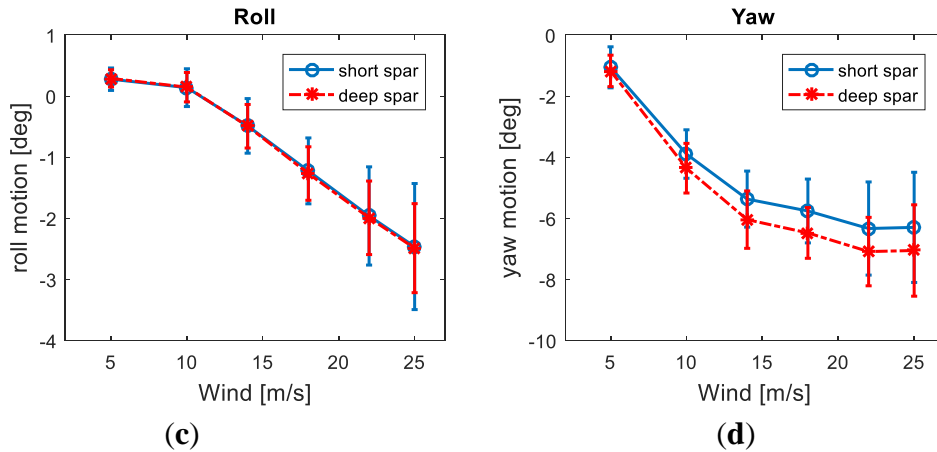 Roll
1
0
-1
-2
-3
-4
roll motion [deg]
short spar
deep spar
5 10 15 20 25
Wind [m/s]
(c)
Yaw
0
-2
-4
-6
-8
-10
yaw motion [deg]
short spar
deep spar
5 10 15 20 25
Wind [m/s]
(d)